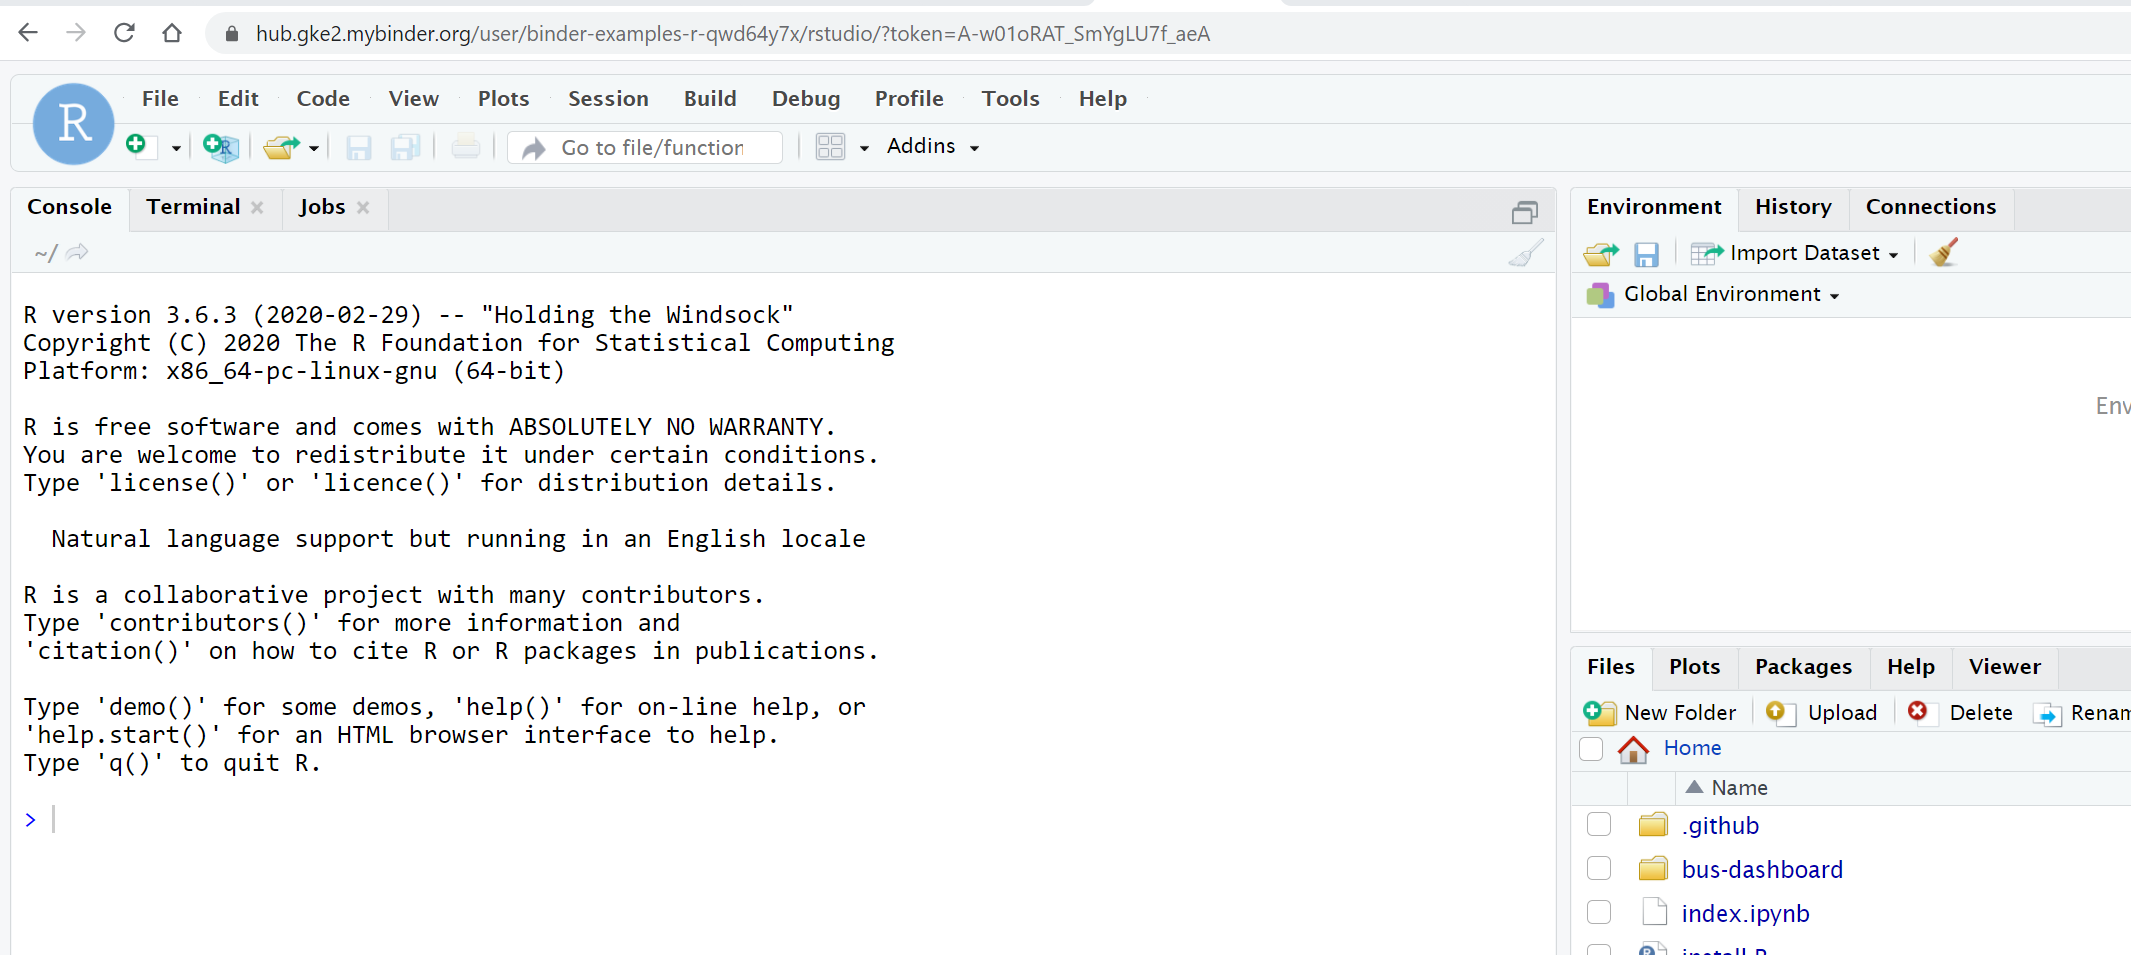 hub.gke2.mybinder.org/user/binder-examples-r-qwd64y7x/rstudio/?token=A-w01oRAT_SmYgLU7f_aeA
R
File Edit Code View Plots Session Build Debug Profile Tools Help
Go to file/function Addins
Console Terminal Jobs
~/
R version 3.6.3 (2020-02-29) -- "Holding the Windsock"
Copyright (C) 2020 The R Foundation for Statistical Computing
Platform: x86_64-pc-linux-gnu (64-bit)
R is free software and comes with ABSOLUTELY NO WARRANTY.
You are welcome to redistribute it under certain conditions.
Type 'license()' or 'licence()' for distribution details.
Natural language support but running in an English locale
R is a collaborative project with many contributors.
Type 'contributors()' for more information and
'citation()' on how to cite R or R packages in publications.
Type 'demo()' for some demos, 'help()' for on-line help, or
'help.start()' for an HTML browser interface to help.
Type 'q()' to quit R.
>
Environment History Connections
Import Dataset
Global Environment
Env
Files Plots Packages Help Viewer
New Folder Upload Delete Renam
Home
Name
.github
bus-dashboard
index.ipynb
install.R